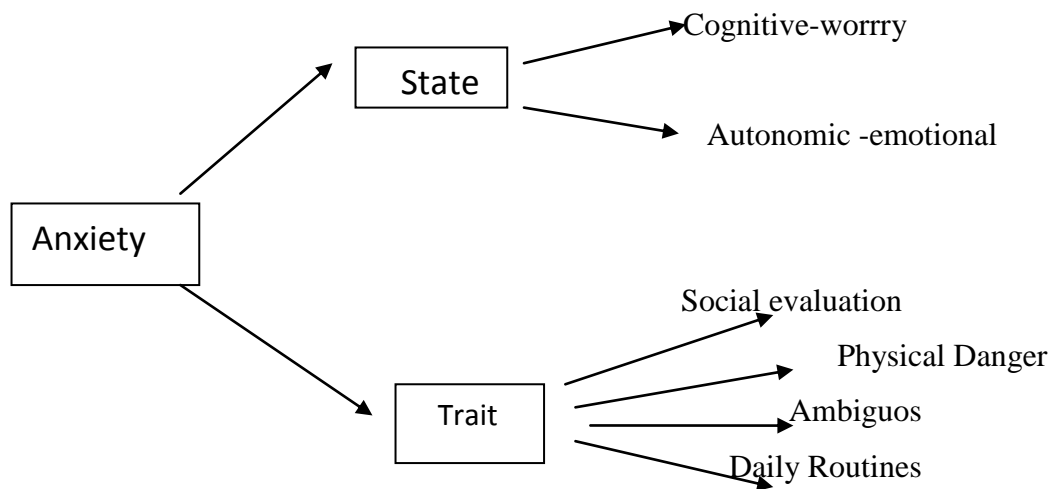 Cognitive-worrry
State
Autonomic -emotional
Anxiety
Social evaluation
Physical Danger
Trait
Ambiguos
Daily Routines